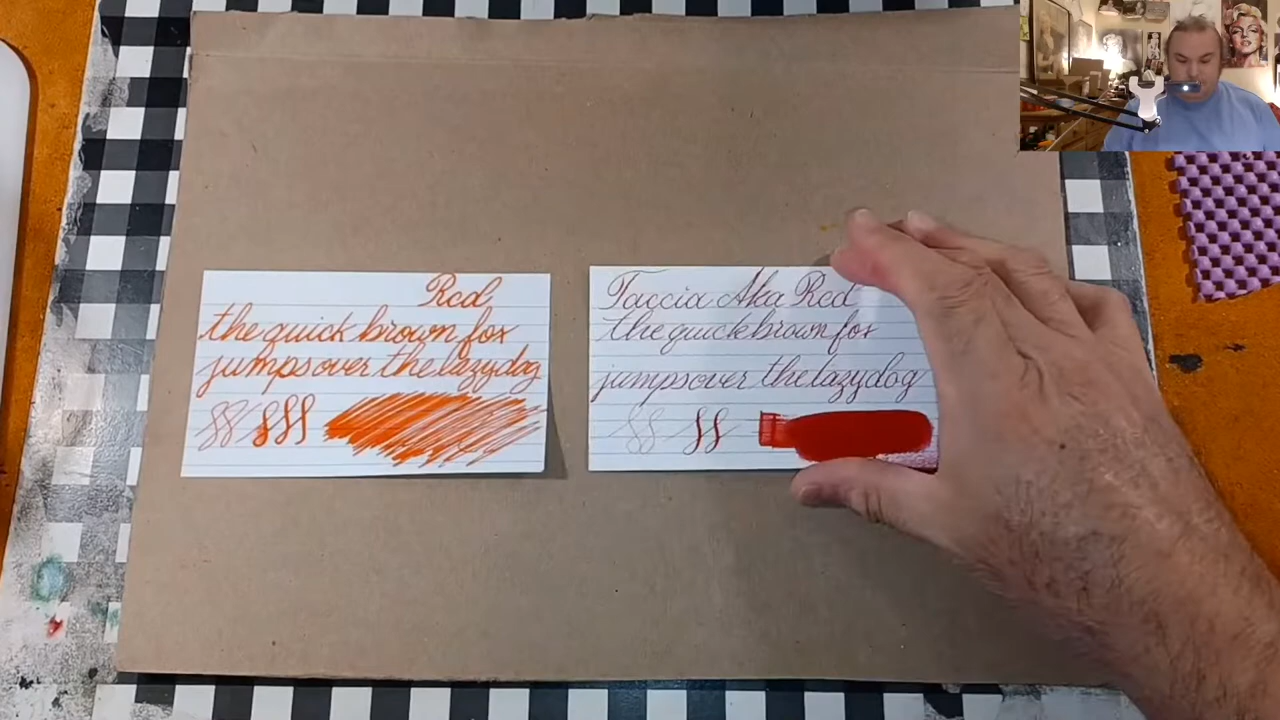 Red
the quick brown fox
jumps over the lazy dog
Taccia Aka Red
the quick brown fox
jumps over the lazy dog